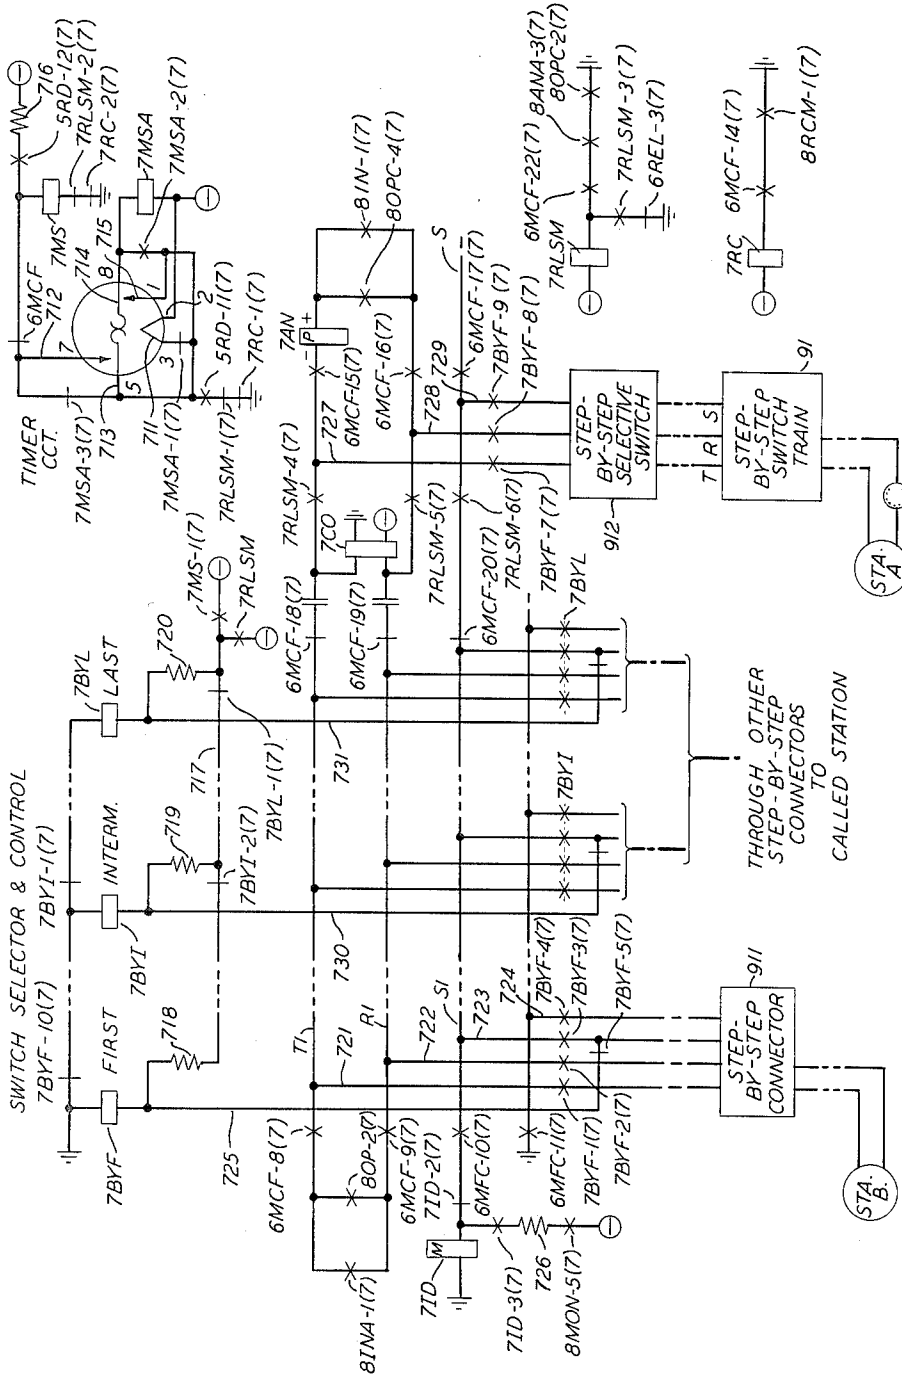 SWITCH SELECTOR & CONTROL
7BYF-10(7)
7BYI-1(7)
7BYL
LAST
FIRST
INTERM.
7BYF
7BYI
718
719
720
7MS-1(7)
7RLSM
717
7BYI-2(7)
7BYL-1(7)
725
730
731
TIMER
CCT.
6MCF
712
716
5RD-12(7)
7RLSM-2(7)
7RC-2(7)
7MS
715
714
8
7MSA
7MSA-2(7)
7
5
1
2
3
7MSA-3(7)
713
711
7MSA-1(7)
5RD-11(7)
7RLSM-1(7)
7RC-1(7)
6MCF-8(7)
T1
721
6MCF-18(7)
7CO
7RLSM-4(7)
727
6MCF-15(7)
7AN
P
-
+
8IN-1(7)
8OPC-4(7)
8INA-1(7)
8OP-2(7)
6MCF-9(7)
R1
722
6MCF-19(7)
7RLSM-5(7)
6MCF-16(7)
728
7ID
M
7ID-2(7)
6MFC-10(7)
S1
723
6MCF-20(7)
7RLSM-6(7)
729
6MCF-17(7)
S
7ID-3(7)
726
8MON-5(7)
6MFC-11(7)
724
7BYF-4(7)
7BYF-3(7)
7BYF-1(7)
7BYF-2(7)
7BYF-5(7)
7BYI
7BYL
7BYF-7(7)
7BYF-8(7)
7BYF-9(7)
6MCF-22(7)
8ANA-3(7)
8OPC-2(7)
7RLSM
7RLSM-3(7)
6REL-3(7)
7RC
6MCF-14(7)
8RCM-1(7)
911
STEP-
BY-STEP
CONNECTOR
STA.
B.
THROUGH OTHER
STEP-BY-STEP
CONNECTORS
TO
CALLED STATION
912
STEP-
BY-STEP
SELECTIVE
SWITCH
T
R
S
91
STEP-
BY-STEP
SWITCH
TRAIN
STA.
A